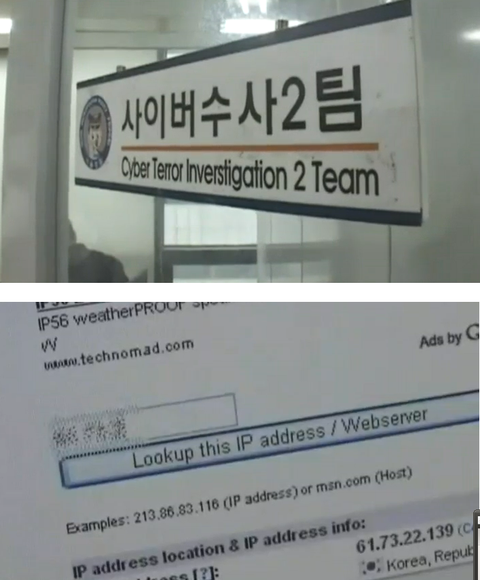 사이버수사2팀
Cyber Terror Inverstigation 2 Team
IP56 weatherPROOF
www.technomad.com
Ads by G
Lookup this IP address / Webserver
Examples: 213.86.83.116 (IP address) or msn.com (Host)
IP address location & IP address info:
61.73.22.139
[?]:
Korea, Repub